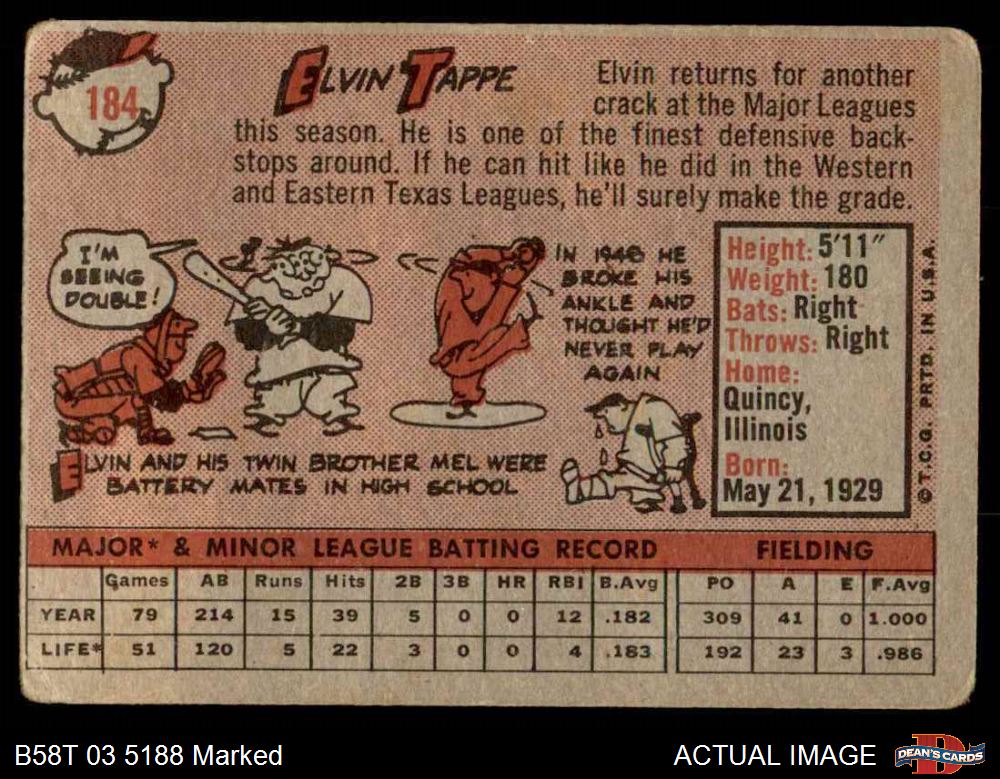 184
ELVIN TAPPE
Elvin returns for another
crack at the Major Leagues
this season. He is one of the finest defensive back-
stops around. If he can hit like he did in the Western
and Eastern Texas Leagues, he'll surely make the grade.
I'M
SEEING
DOUBLE!
ELVIN AND HIS TWIN BROTHER MEL WERE
BATTERY MATES IN HIGH SCHOOL
IN 1948 HE
BROKE HIS
ANKLE AND
THOUGHT HE'D
NEVER PLAY
AGAIN
Height: 5'11"
Weight: 180
Bats: Right
Throws: Right
Home:
Quincy,
Illinois
Born:
May 21, 1929
© T.C.G. PRTD. IN U.S.A.
MAJOR* & MINOR LEAGUE BATTING RECORD FIELDING
Games AB Runs Hits 2B 3B HR RBI B.Avg PO A E F.Avg
YEAR 79 214 15 39 5 0 0 12 .182 309 41 0 1.000
LIFE* 51 120 5 22 3 0 0 4 .183 192 23 3 .986
B58T 03 5188 Marked
ACTUAL IMAGE
DEAN'S CARDS